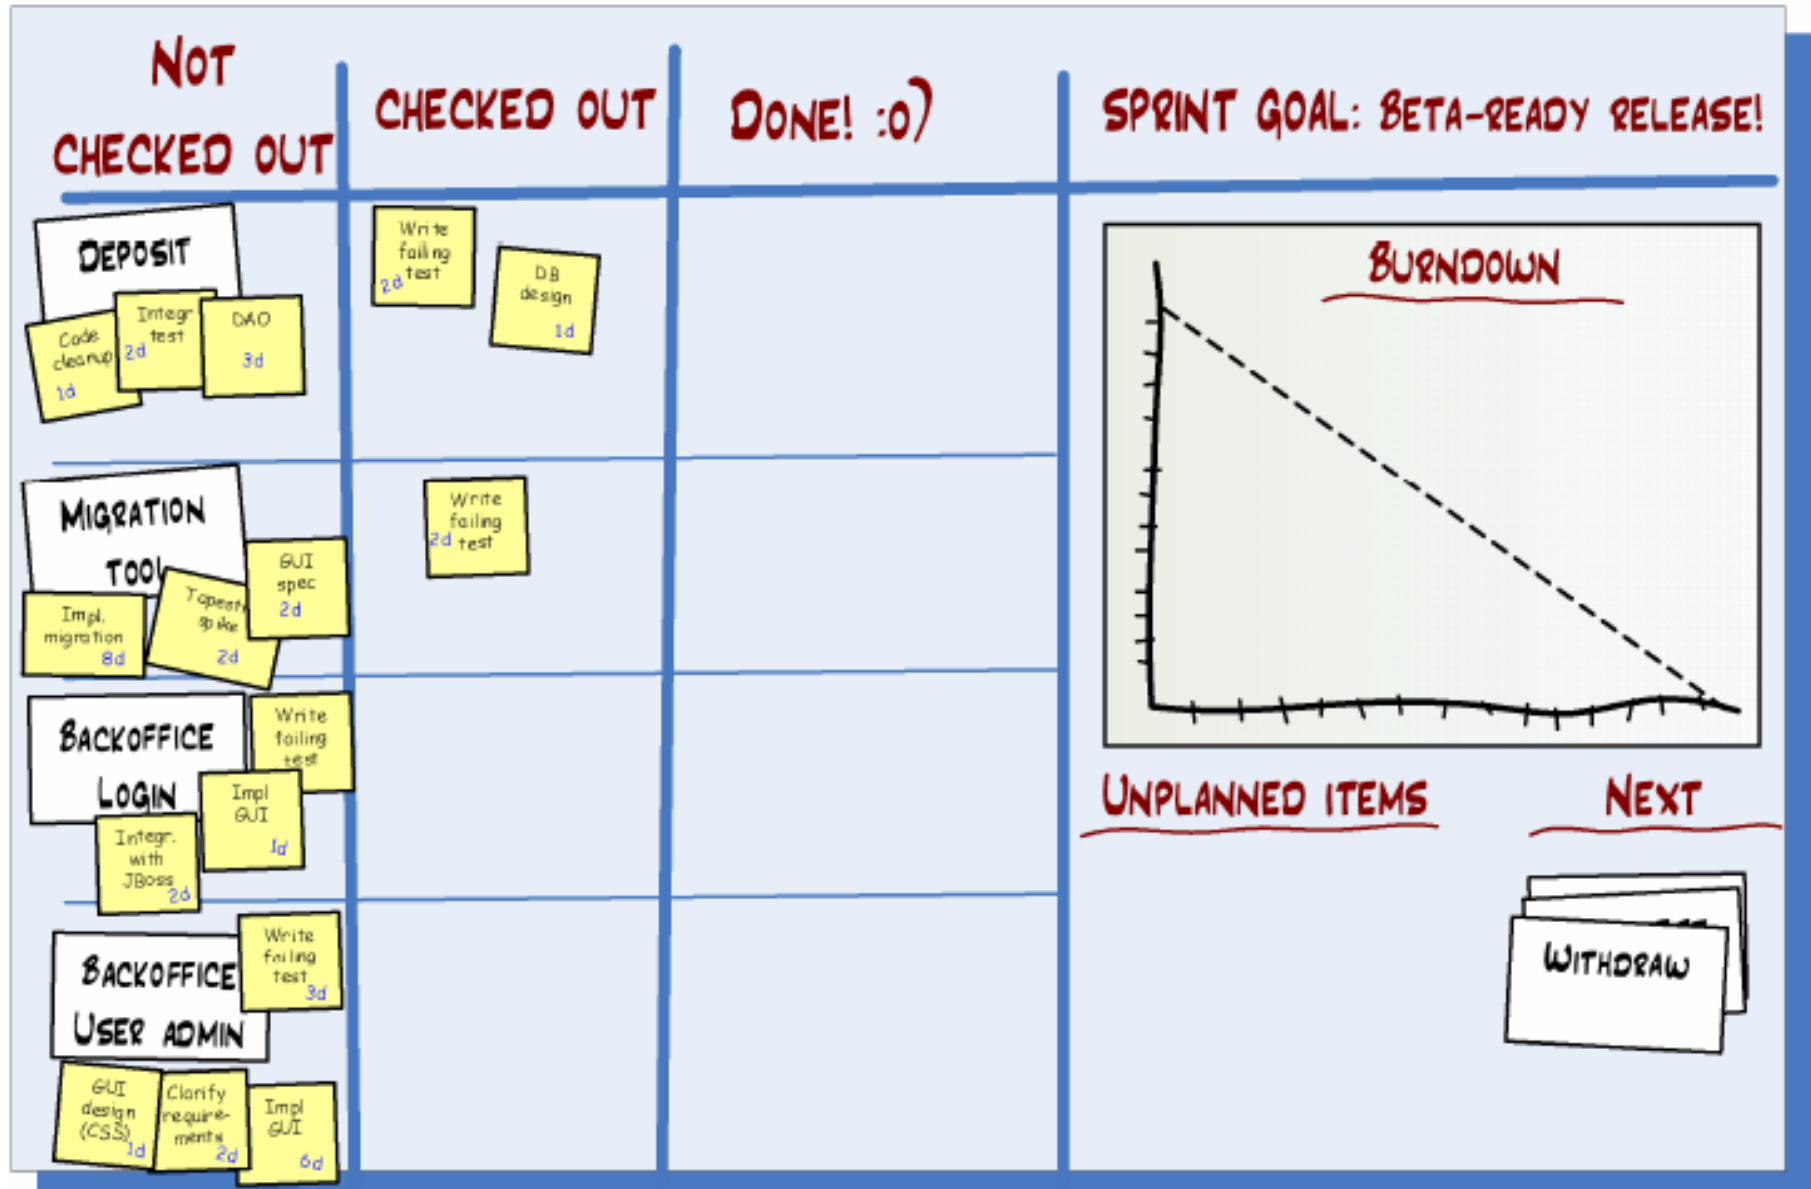 NOT
CHECKED OUT
CHECKED OUT
DONE! :o)
SPRINT GOAL: BETA-READY RELEASE!
DEPOSIT
Code
cleanup
1d
Integr
test
2d
DAO
3d
Write
failing
test
2d
DB
design
1d
MIGRATION
TOOL
Impl.
migration
8d
Tapest
spike
2d
GUI
spec
2d
Write
failing
test
2d
BACKOFFICE
LOGIN
Write
failing
test
Impl
GUI
1d
Integr.
with
JBoss
2d
BACKOFFICE
USER ADMIN
Write
failing
test
3d
GUI
design
(CSS)
1d
Clarify
require-
ments
2d
Impl
GUI
6d
BURNDOWN
UNPLANNED ITEMS
NEXT
WITHDRAW